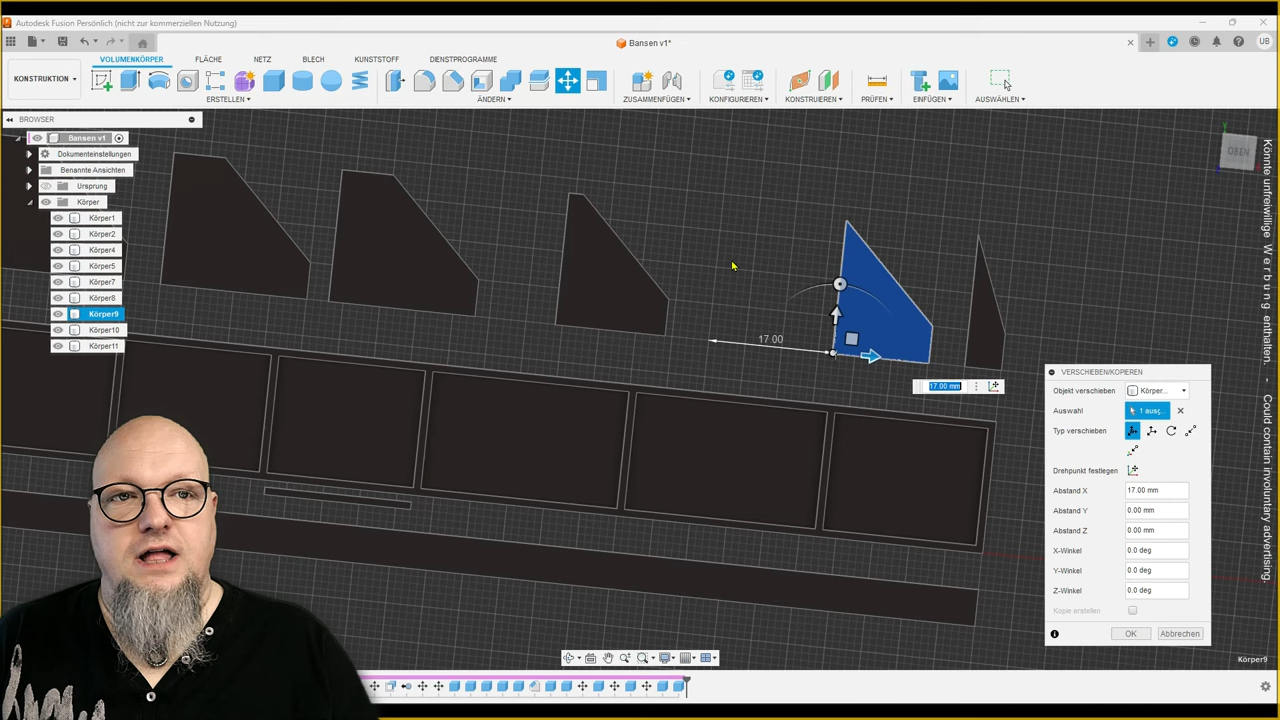 Autodesk Fusion Persönlich (nicht zur kommerziellen Nutzung)
Bansen v1*
UB
KONSTRUKTION
VOLUMENKÖRPER
FLÄCHE
NETZ
BLECH
KUNSTSTOFF
DIENSTPROGRAMME
ERSTELLEN
ÄNDERN
ZUSAMMENFÜGEN
KONFIGURIEREN
KONSTRUIEREN
PRÜFEN
EINFÜGEN
AUSWÄHLEN
BROWSER
Bansen v1
Dokumenteinstellungen
Benannte Ansichten
Ursprung
Körper
Körper1
Körper2
Körper4
Körper5
Körper7
Körper8
Körper9
Körper10
Körper11
OBEN
Y
17.00
17.00 mm
VERSCHIEBEN/KOPIEREN
Objekt verschieben Körper...
Auswahl 1 ausg...
Typ verschieben
Drehpunkt festlegen
Abstand X 17.00 mm
Abstand Y 0.00 mm
Abstand Z 0.00 mm
X-Winkel 0.0 deg
Y-Winkel 0.0 deg
Z-Winkel 0.0 deg
Kopie erstellen
OK Abbrechen
Körper9
Könnte unfreiwillige Werbung enthalten. - Could contain involuntary advertising.